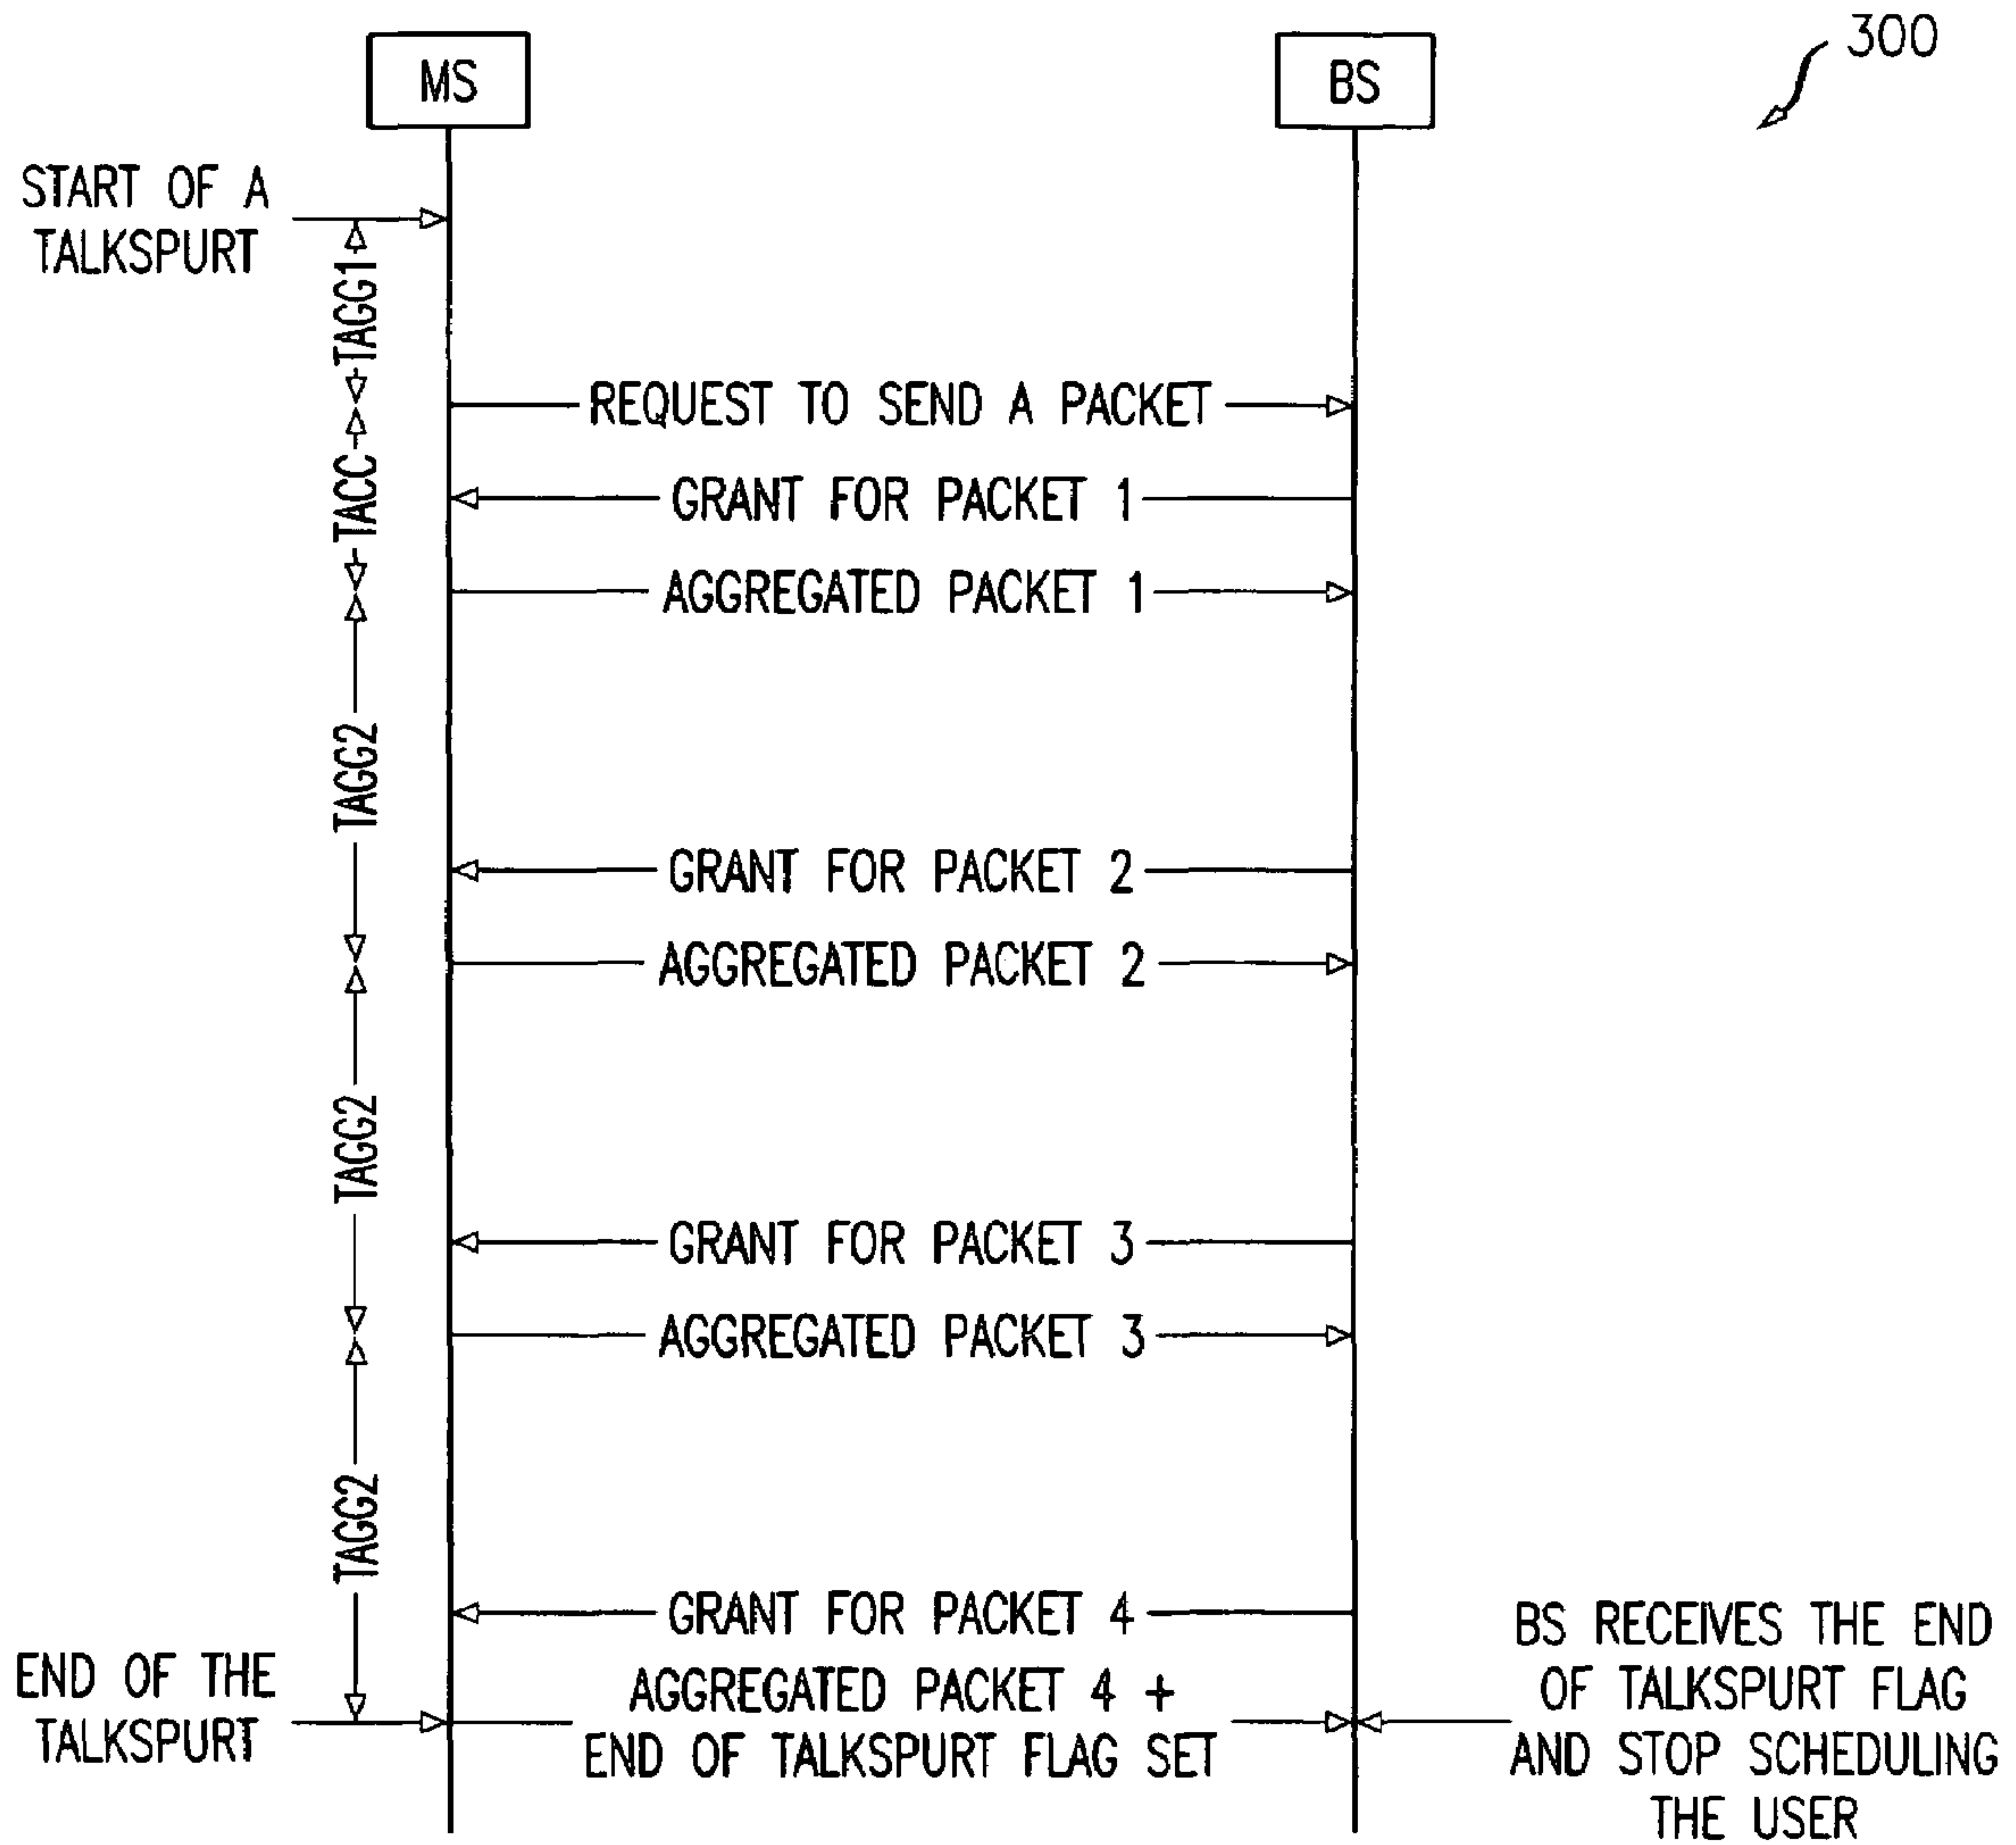 300
MS
BS
START OF A
TALKSPURT
TAGG1
REQUEST TO SEND A PACKET
TACC
GRANT FOR PACKET 1
AGGREGATED PACKET 1
TAGG2
GRANT FOR PACKET 2
AGGREGATED PACKET 2
TAGG2
GRANT FOR PACKET 3
AGGREGATED PACKET 3
TAGG2
GRANT FOR PACKET 4
END OF THE
TALKSPURT
AGGREGATED PACKET 4 +
END OF TALKSPURT FLAG SET
BS RECEIVES THE END
OF TALKSPURT FLAG
AND STOP SCHEDULING
THE USER